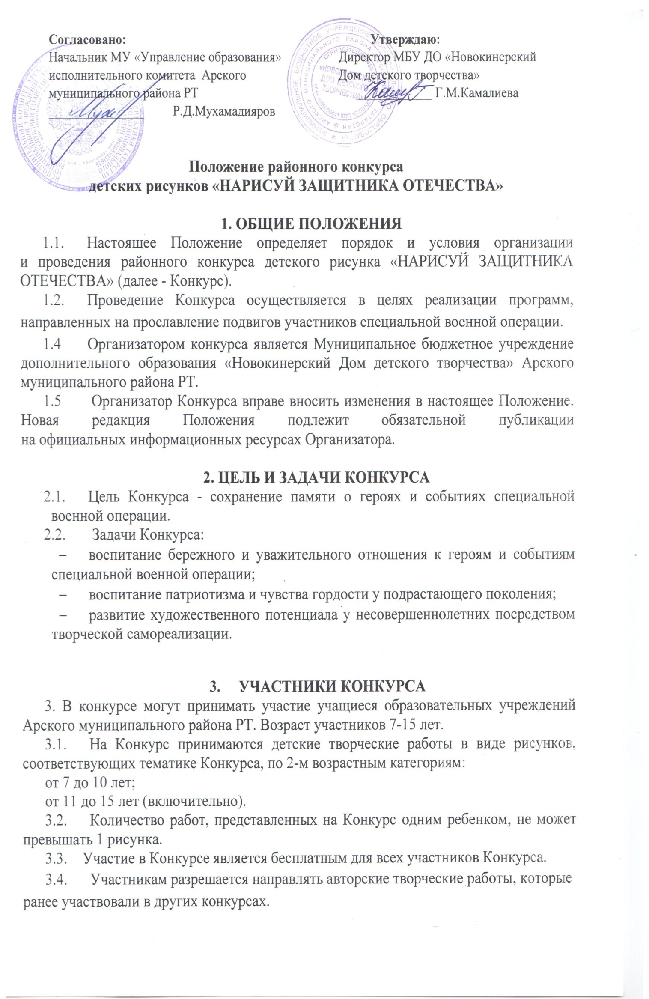 Согласовано:
Начальник МУ «Управление образования»
исполнительного комитета Арского
муниципального района РТ
Р.Д.Мухамадияров
Утверждаю:
Директор МБУ ДО «Новокинерский
Дом детского творчества»
Г.М.Камалиева
«НОВОКИНЕРСКИЙ
ДОМ ДЕТСКОГО
ТВОРЧЕСТВА»
Положение районного конкурса
детских рисунков «НАРИСУЙ ЗАЩИТНИКА ОТЕЧЕСТВА»
1. ОБЩИЕ ПОЛОЖЕНИЯ
1.1. Настоящее Положение определяет порядок и условия организации
и проведения районного конкурса детского рисунка «НАРИСУЙ ЗАЩИТНИКА
ОТЕЧЕСТВА» (далее - Конкурс).
1.2. Проведение Конкурса осуществляется в целях реализации программ,
направленных на прославление подвигов участников специальной военной операции.
1.4 Организатором конкурса является Муниципальное бюджетное учреждение
дополнительного образования «Новокинерский Дом детского творчества» Арского
муниципального района РТ.
1.5 Организатор Конкурса вправе вносить изменения в настоящее Положение.
Новая редакция Положения подлежит обязательной публикации
на официальных информационных ресурсах Организатора.
2. ЦЕЛЬ И ЗАДАЧИ КОНКУРСА
2.1. Цель Конкурса - сохранение памяти о героях и событиях специальной
военной операции.
2.2. Задачи Конкурса:
– воспитание бережного и уважительного отношения к героям и событиям
специальной военной операции;
– воспитание патриотизма и чувства гордости у подрастающего поколения;
– развитие художественного потенциала у несовершеннолетних посредством
творческой самореализации.
3. УЧАСТНИКИ КОНКУРСА
3. В конкурсе могут принимать участие учащиеся образовательных учреждений
Арского муниципального района РТ. Возраст участников 7-15 лет.
3.1. На Конкурс принимаются детские творческие работы в виде рисунков,
соответствующих тематике Конкурса, по 2-м возрастным категориям:
от 7 до 10 лет;
от 11 до 15 лет (включительно).
3.2. Количество работ, представленных на Конкурс одним ребенком, не может
превышать 1 рисунка.
3.3. Участие в Конкурсе является бесплатным для всех участников Конкурса.
3.4. Участникам разрешается направлять авторские творческие работы, которые
ранее участвовали в других конкурсах.